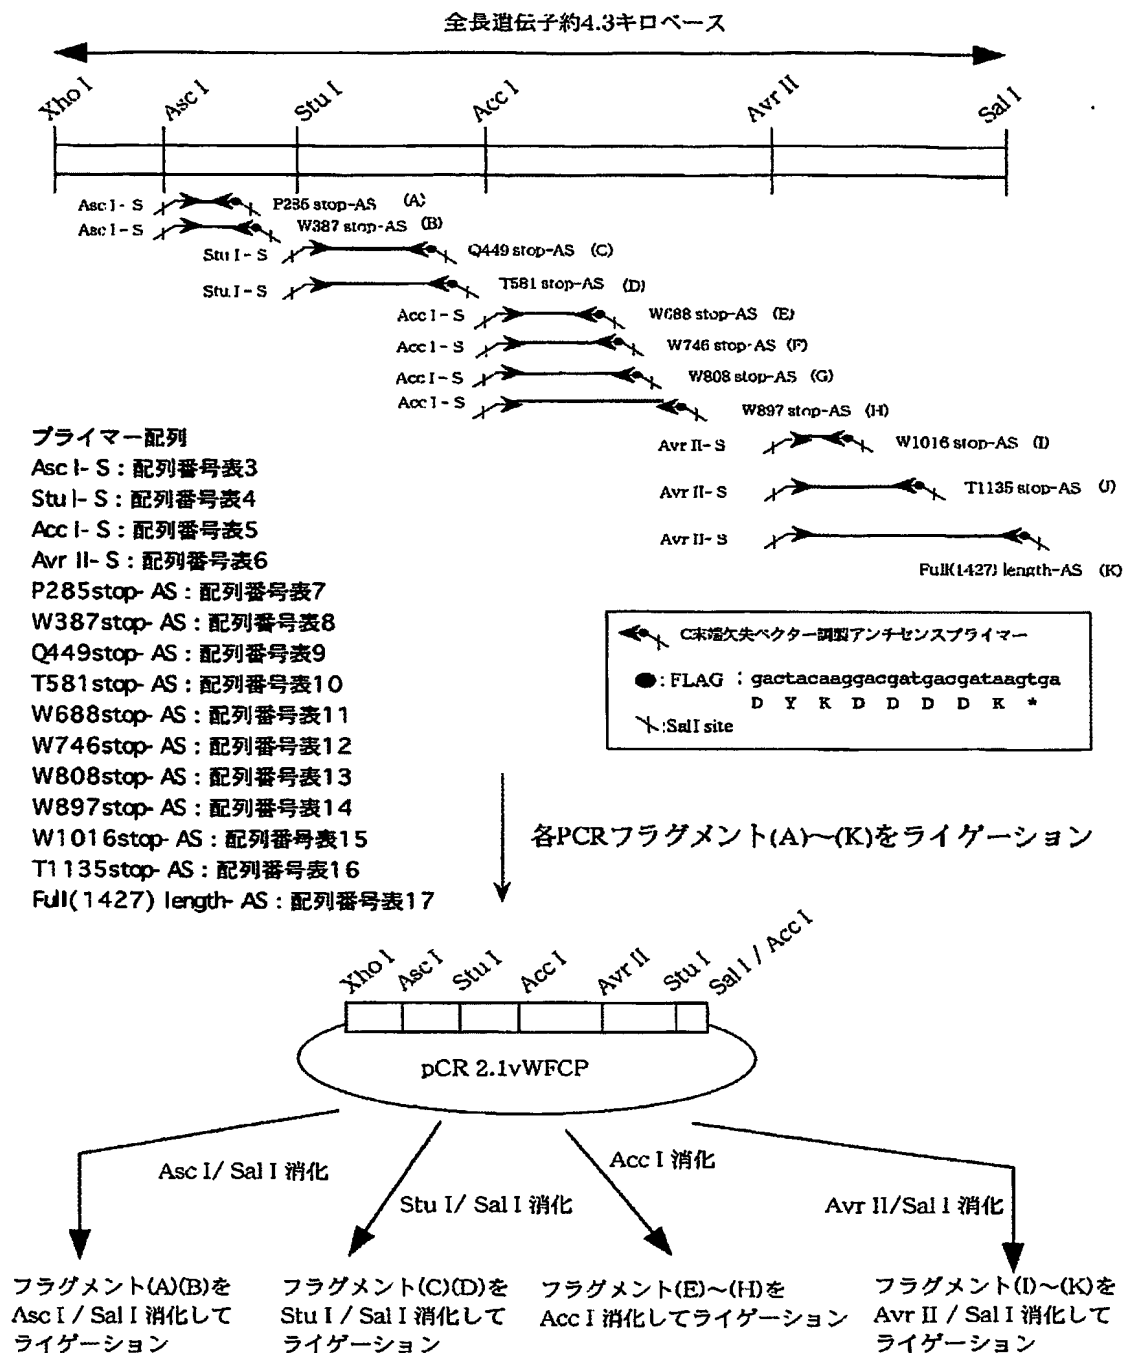 全長遺伝子約4.3キロベース
Xho I
Asc I
Stu I
Acc I
Avr II
Sal I
Asc I - S
P285 stop-AS (A)
Asc I - S
W387 stop-AS (B)
Stu I - S
Q449 stop-AS (C)
Stu I - S
T581 stop-AS (D)
Acc I - S
W688 stop-AS (E)
Acc I - S
W746 stop-AS (F)
Acc I - S
W808 stop-AS (G)
Acc I - S
W897 stop-AS (H)
Avr II- S
W1016 stop-AS (I)
Avr II- S
T1135 stop-AS (J)
Avr II- S
Full(1427) length-AS (K)
プライマー配列
Asc I- S : 配列番号表3
Stu I- S : 配列番号表4
Acc I- S : 配列番号表5
Avr II- S : 配列番号表6
P285stop- AS : 配列番号表7
W387stop- AS : 配列番号表8
Q449stop- AS : 配列番号表9
T581stop- AS : 配列番号表10
W688stop- AS : 配列番号表11
W746stop- AS : 配列番号表12
W808stop- AS : 配列番号表13
W897stop- AS : 配列番号表14
W1016stop- AS : 配列番号表15
T1135stop- AS : 配列番号表16
Full(1427) length- AS : 配列番号表17
C末端欠失ベクター調製アンチセンスプライマー
: FLAG : gactacaaggacgatgacgataagtga
D Y K D D D D K *
:SalI site
各PCRフラグメント(A)～(K)をライゲーション
Xho I
Asc I
Stu I
Acc I
Avr II
Stu I
Sal I / Acc I
pCR 2.1vWFCP
Asc I/ Sal I 消化
Stu I/ Sal I 消化
Acc I 消化
Avr II/Sal I 消化
フラグメント(A)(B)を
Asc I / Sal I 消化して
ライゲーション
フラグメント(C)(D)を
Stu I / Sal I 消化して
ライゲーション
フラグメント(E)～(H)を
Acc I 消化してライゲーション
フラグメント(I)～(K)を
Avr II / Sal I 消化して
ライゲーション